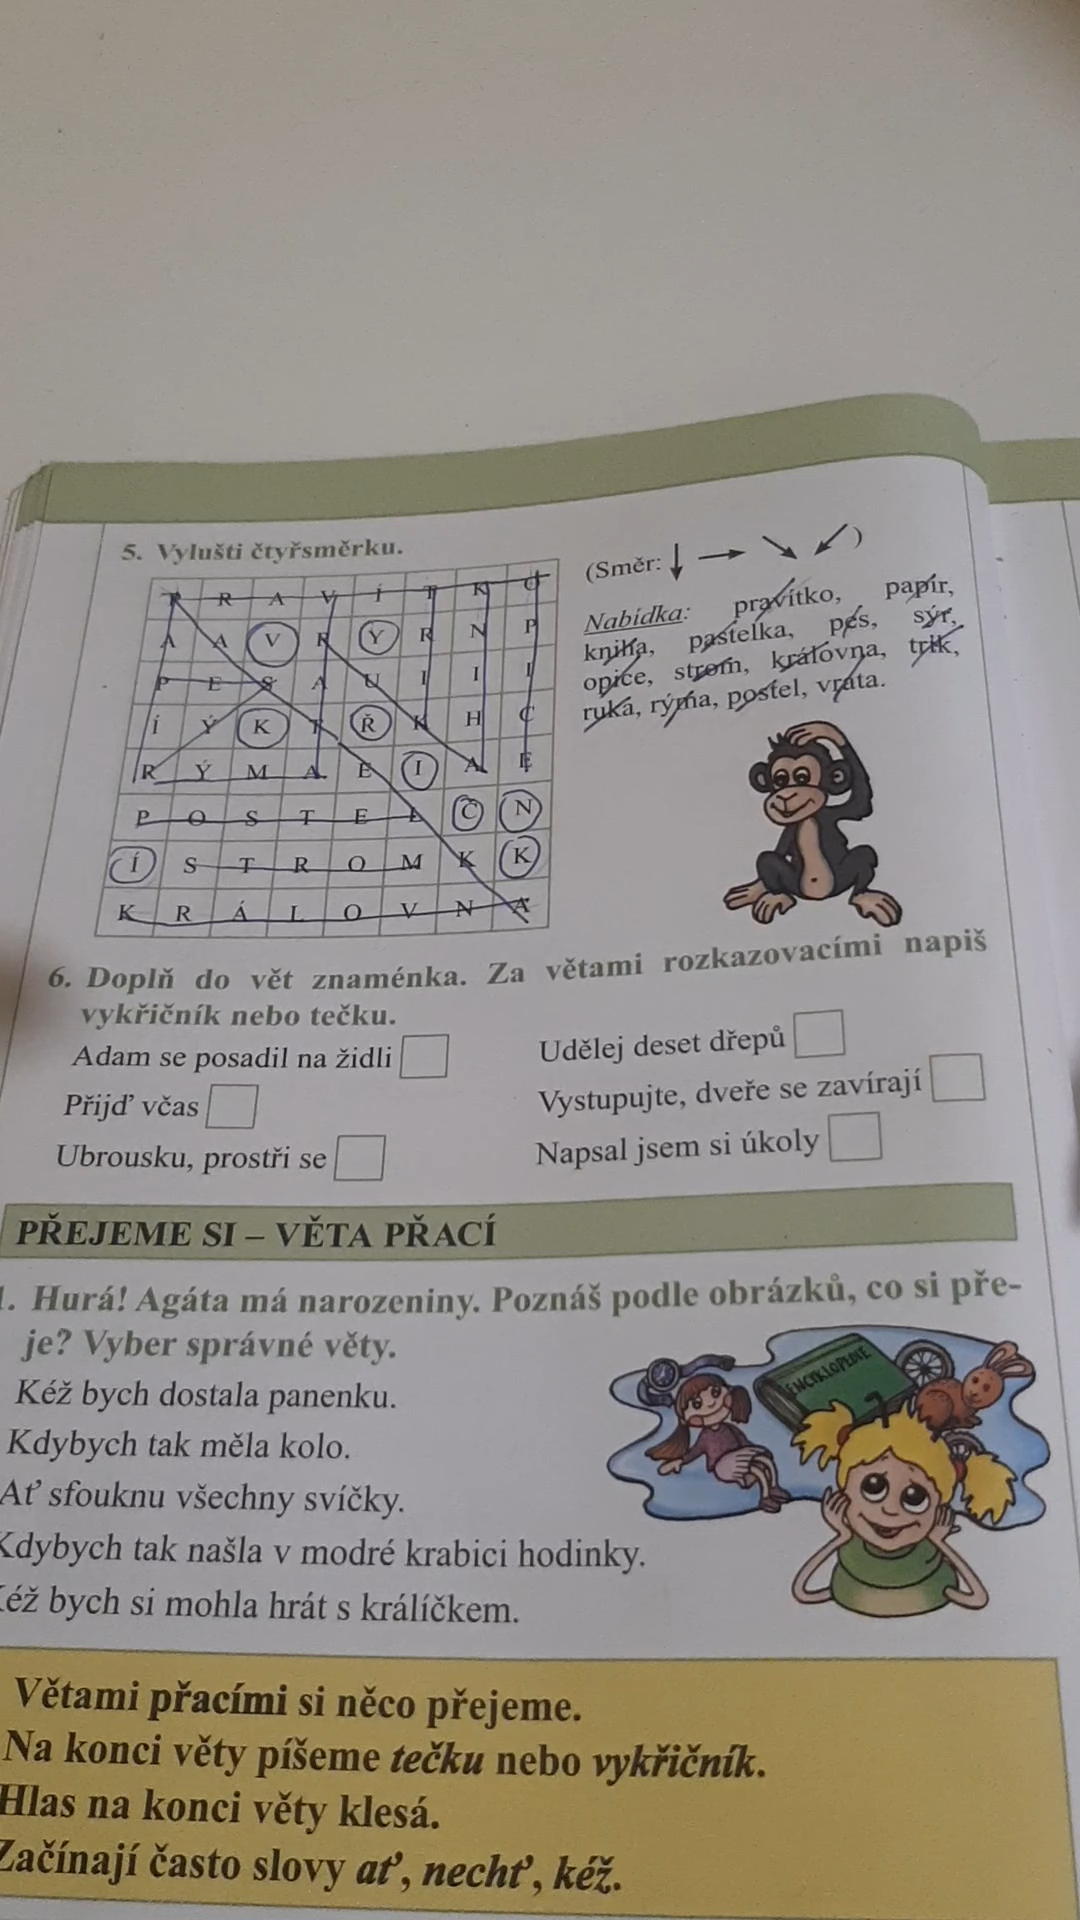 5. Vylušti čtyřsměrku.
(Směr: ↓ → ↘ ↙)
P R A V Í T K O
A A V R Y R N P
P E S A U I I I
Í Ý K T Ř K H C
R Ý M A E I A E
P O S T E L Č N
Í S T R O M K K
K R Á L O V N A
Nabídka: pravítko, papír,
kniha, pastelka, pes, sýr,
opice, strom, královna, trik,
ruka, rýma, postel, vrata.
6. Doplň do vět znaménka. Za větami rozkazovacími napiš
vykřičník nebo tečku.
Adam se posadil na židli
Udělej deset dřepů
Přijď včas
Vystupujte, dveře se zavírají
Ubrousku, prostři se
Napsal jsem si úkoly
PŘEJEME SI – VĚTA PŘACÍ
1. Hurá! Agáta má narozeniny. Poznáš podle obrázků, co si pře-
je? Vyber správné věty.
ENCYKLOPEDIE
Kéž bych dostala panenku.
Kdybych tak měla kolo.
Ať sfouknu všechny svíčky.
Kdybych tak našla v modré krabici hodinky.
Kéž bych si mohla hrát s králíčkem.
Větami přacími si něco přejeme.
Na konci věty píšeme tečku nebo vykřičník.
Hlas na konci věty klesá.
Začínají často slovy ať, nechť, kéž.